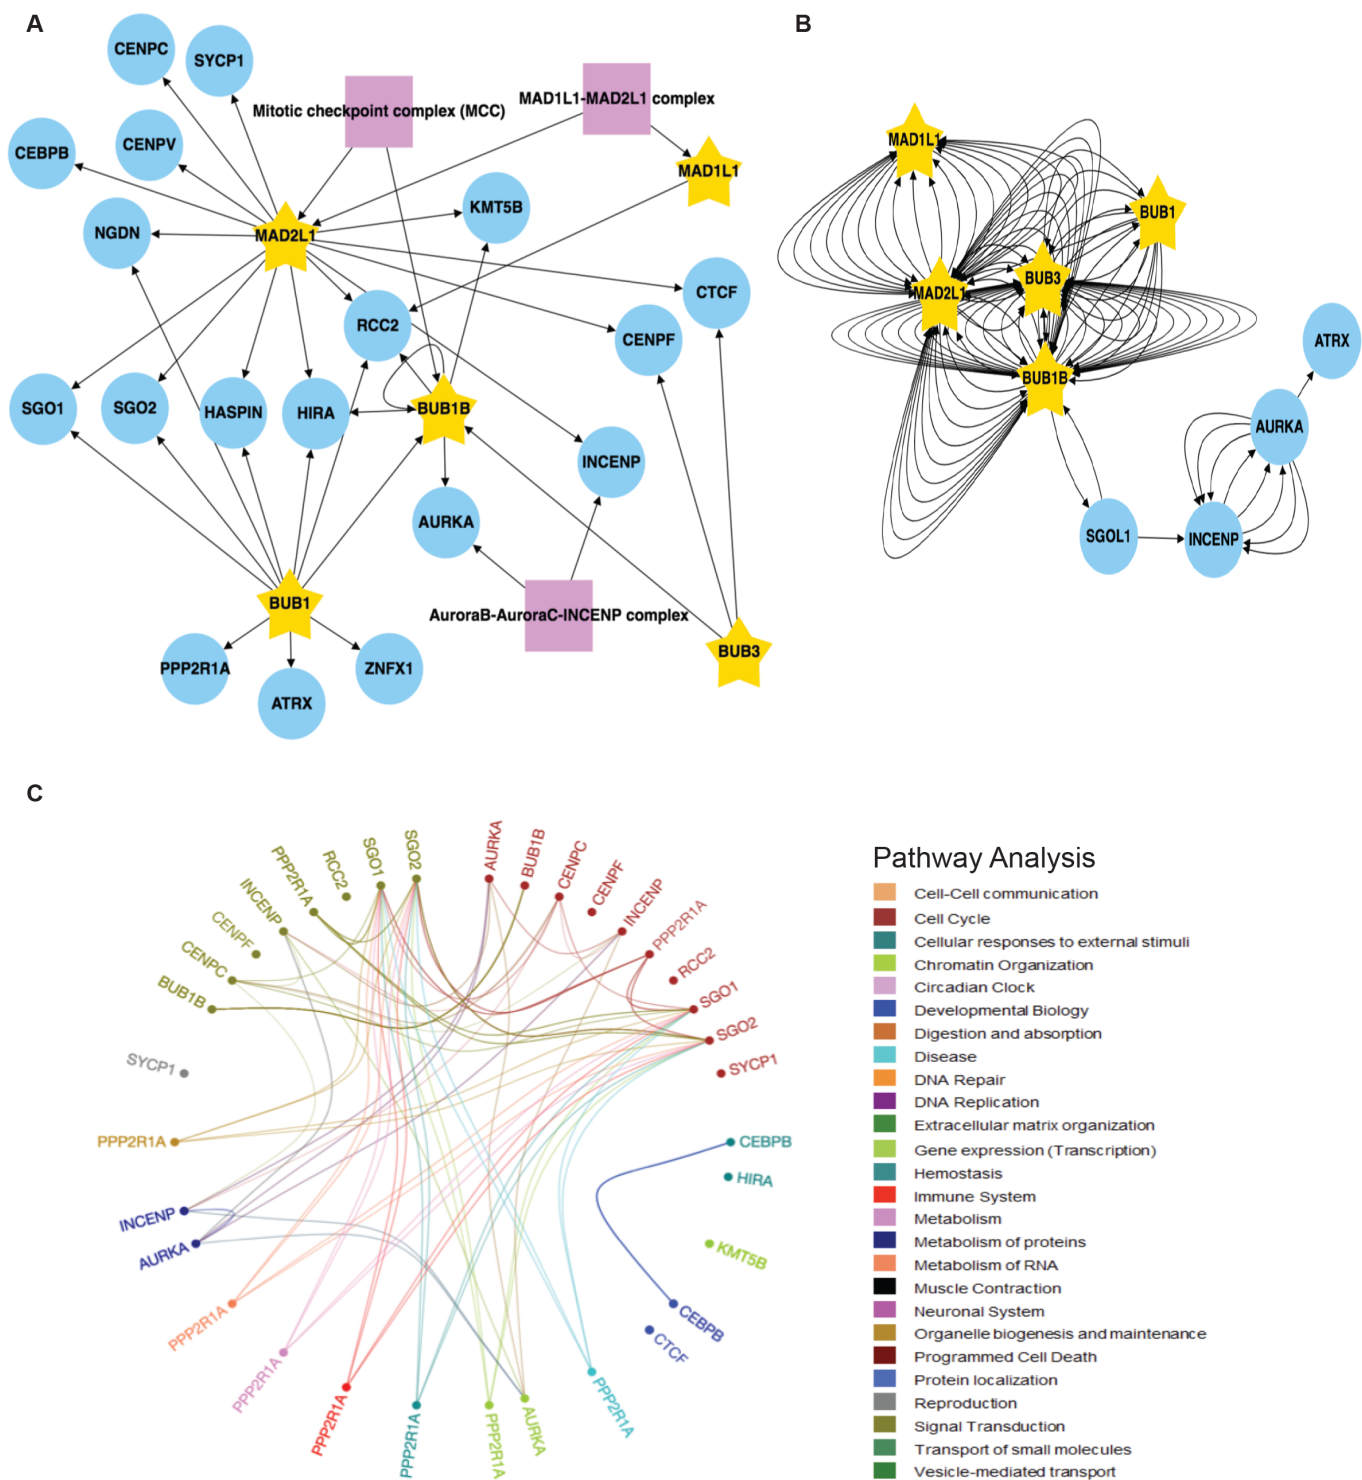 A
B
CENPC
SYCP1
Mitotic checkpoint complex (MCC)
MAD1L1-MAD2L1 complex
CEBPB
CENPV
MAD1L1
KMT5B
NGDN
MAD2L1
CTCF
RCC2
CENPF
SGO1
SGO2
HASPIN
HIRA
BUB1B
INCENP
AURKA
BUB1
AuroraB-AuroraC-INCENP complex
BUB3
PPP2R1A
ATRX
ZNFX1
MAD1L1
BUB1
MAD2L1
BUB3
BUB1B
ATRX
AURKA
SGOL1
INCENP
C
BUB1B
CENPC
CENPF
INCENP
PPP2R1A
RCC2
SGO1
SGO2
AURKA
BUB1B
CENPC
CENPF
INCENP
PPP2R1A
RCC2
SGO1
SGO2
SYCP1
CEBPB
HIRA
KMT5B
CEBPB
CTCF
PPP2R1A
AURKA
PPP2R1A
PPP2R1A
PPP2R1A
PPP2R1A
PPP2R1A
AURKA
INCENP
PPP2R1A
SYCP1
Pathway Analysis
Cell-Cell communication
Cell Cycle
Cellular responses to external stimuli
Chromatin Organization
Circadian Clock
Developmental Biology
Digestion and absorption
Disease
DNA Repair
DNA Replication
Extracellular matrix organization
Gene expression (Transcription)
Hemostasis
Immune System
Metabolism
Metabolism of proteins
Metabolism of RNA
Muscle Contraction
Neuronal System
Organelle biogenesis and maintenance
Programmed Cell Death
Protein localization
Reproduction
Signal Transduction
Transport of small molecules
Vesicle-mediated transport